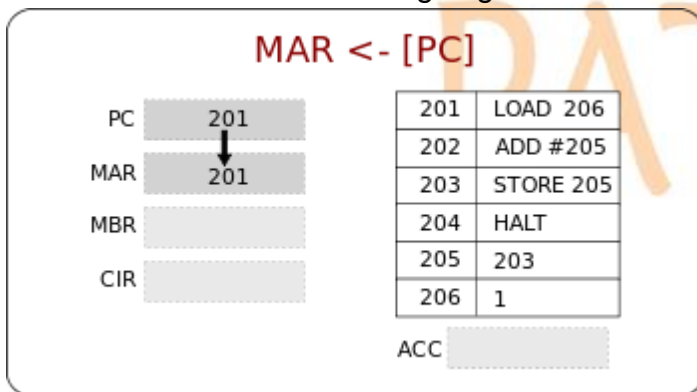 MAR <- [PC]
PC 201
MAR 201
MBR
CIR
201 LOAD 206
202 ADD #205
203 STORE 205
204 HALT
205 203
206 1
ACC